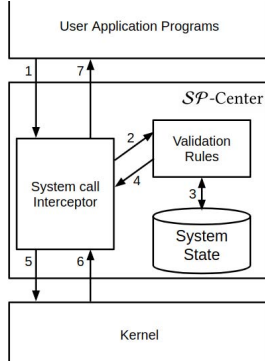 User Application Programs
1
7
SP-Center
2
Validation
Rules
System call
Interceptor
4
3
System
State
5
6
Kernel